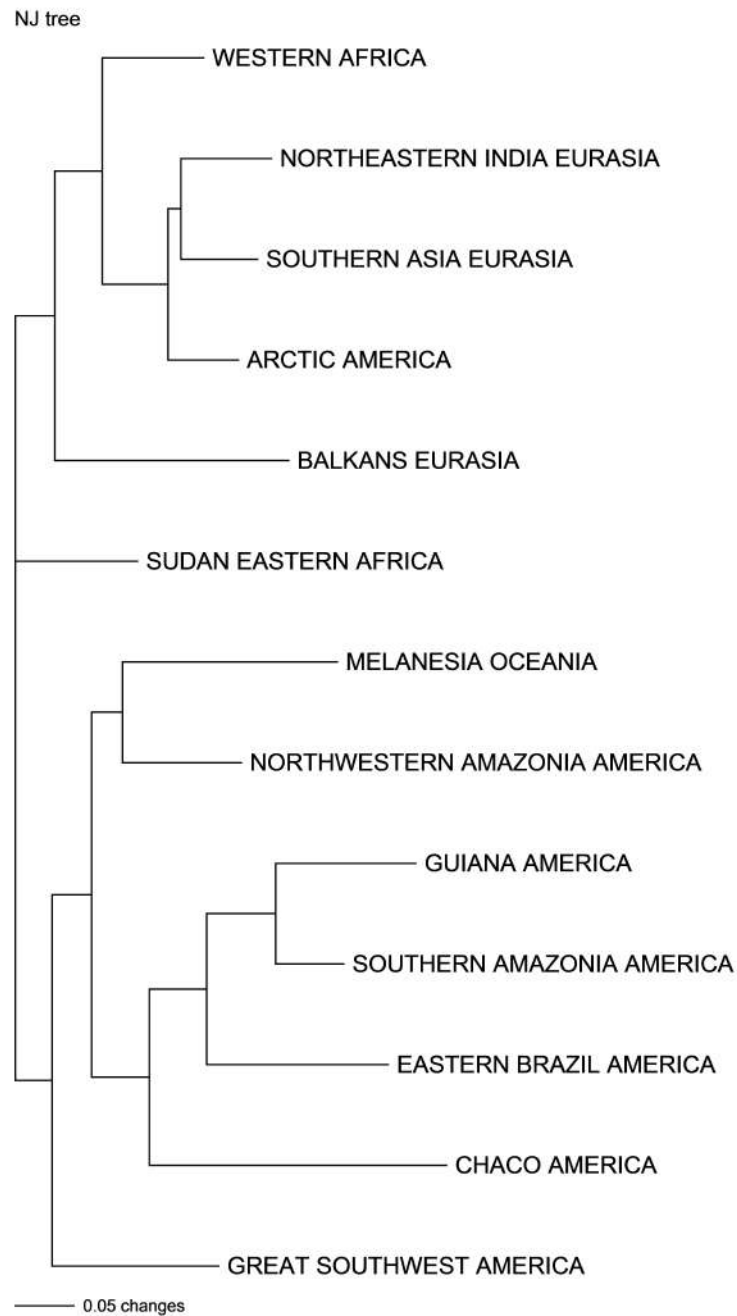 NJ tree
WESTERN AFRICA
NORTHEASTERN INDIA EURASIA
SOUTHERN ASIA EURASIA
ARCTIC AMERICA
BALKANS EURASIA
SUDAN EASTERN AFRICA
MELANESIA OCEANIA
NORTHWESTERN AMAZONIA AMERICA
GUIANA AMERICA
SOUTHERN AMAZONIA AMERICA
EASTERN BRAZIL AMERICA
CHACO AMERICA
GREAT SOUTHWEST AMERICA
0.05 changes